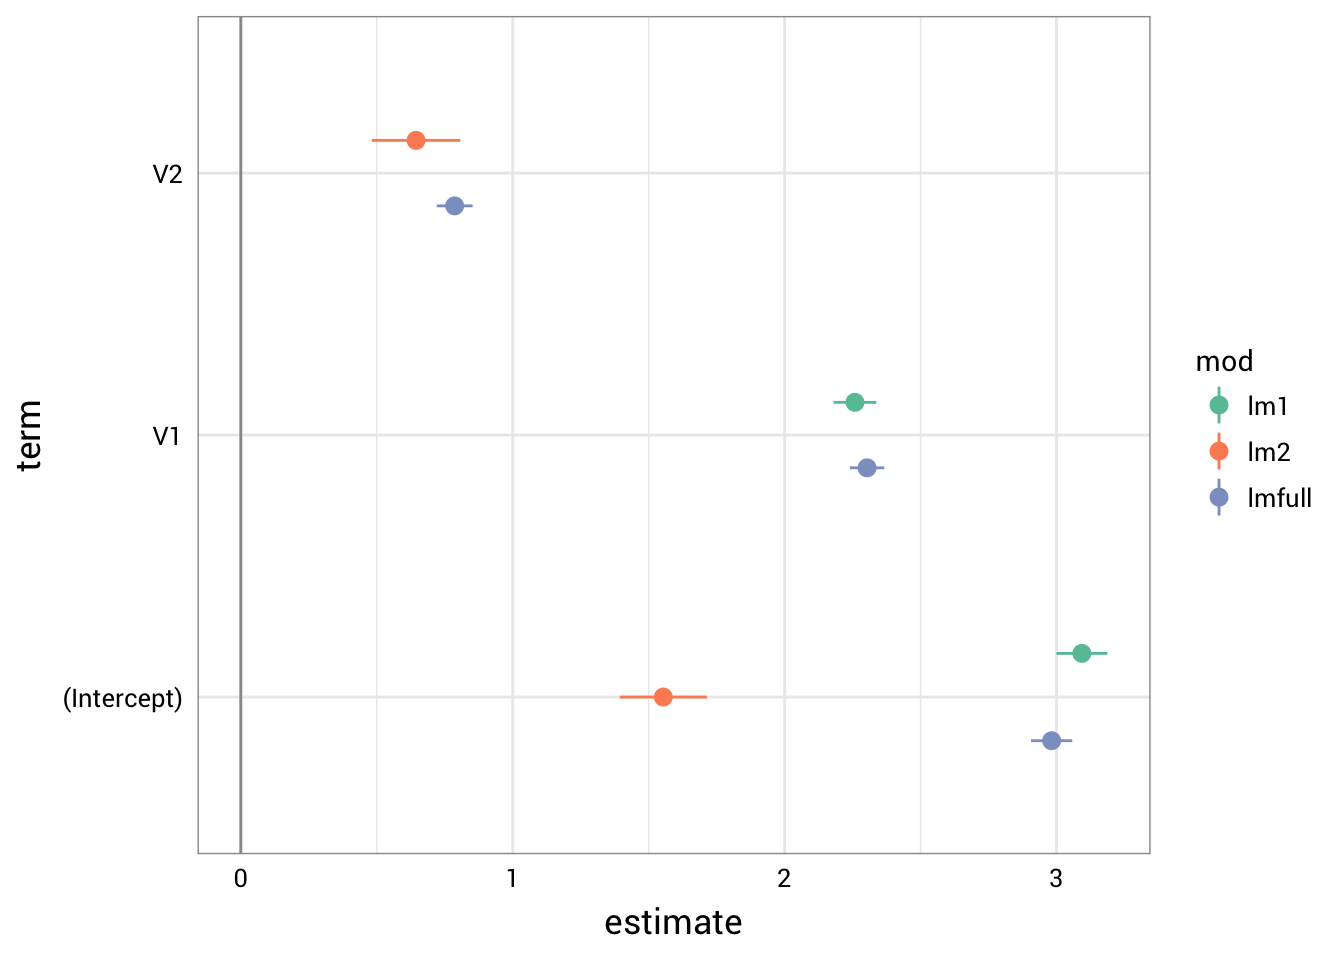 V2
V1
(Intercept)
term
0 1 2 3
estimate
mod
lm1
lm2
lmfull